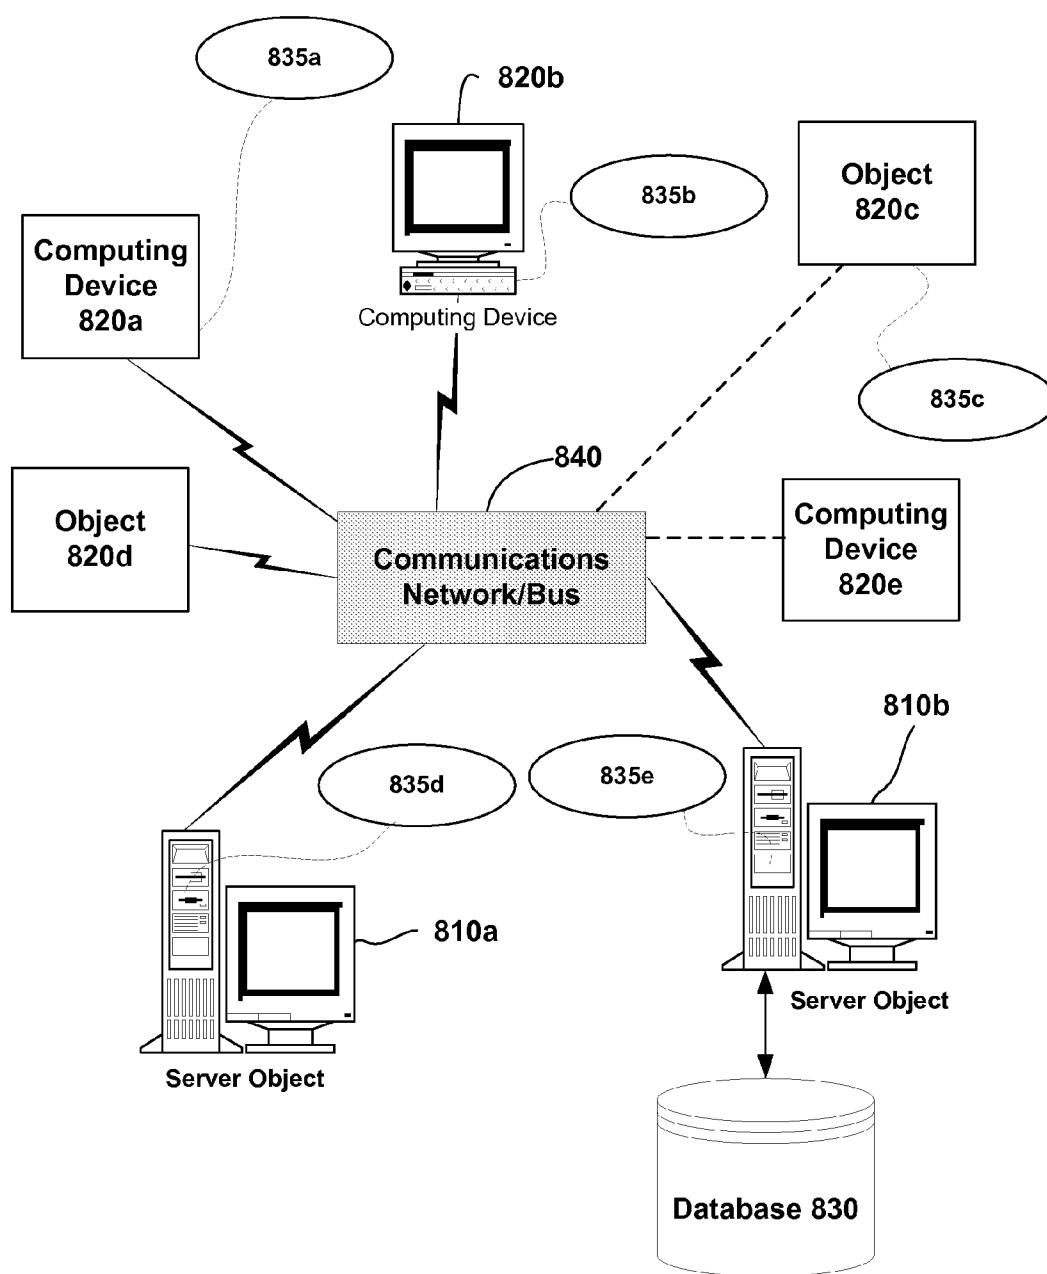 835a
820b
835b
Object
820c
Computing
Device
820a
Computing Device
835c
840
Object
820d
Communications
Network/Bus
Computing
Device
820e
810b
835d
835e
810a
Server Object
Server Object
Database 830